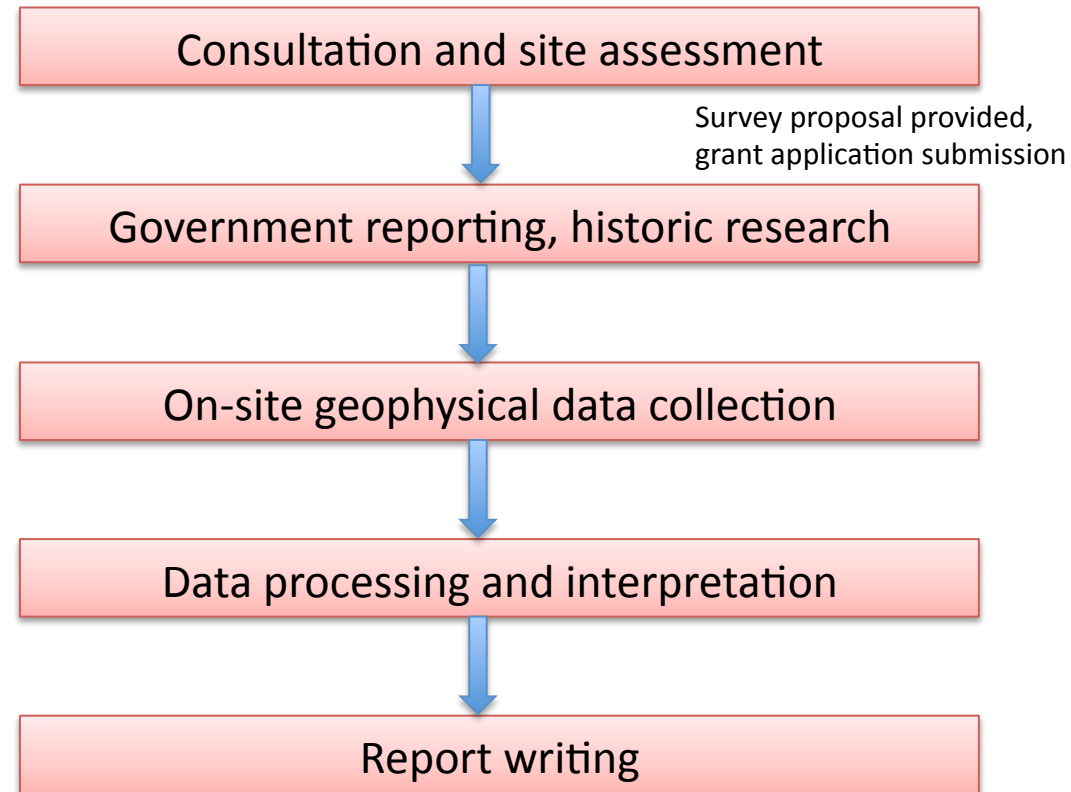 Consultation and site assessment
Survey proposal provided,
grant application submission
Government reporting, historic research
On-site geophysical data collection
Data processing and interpretation
Report writing